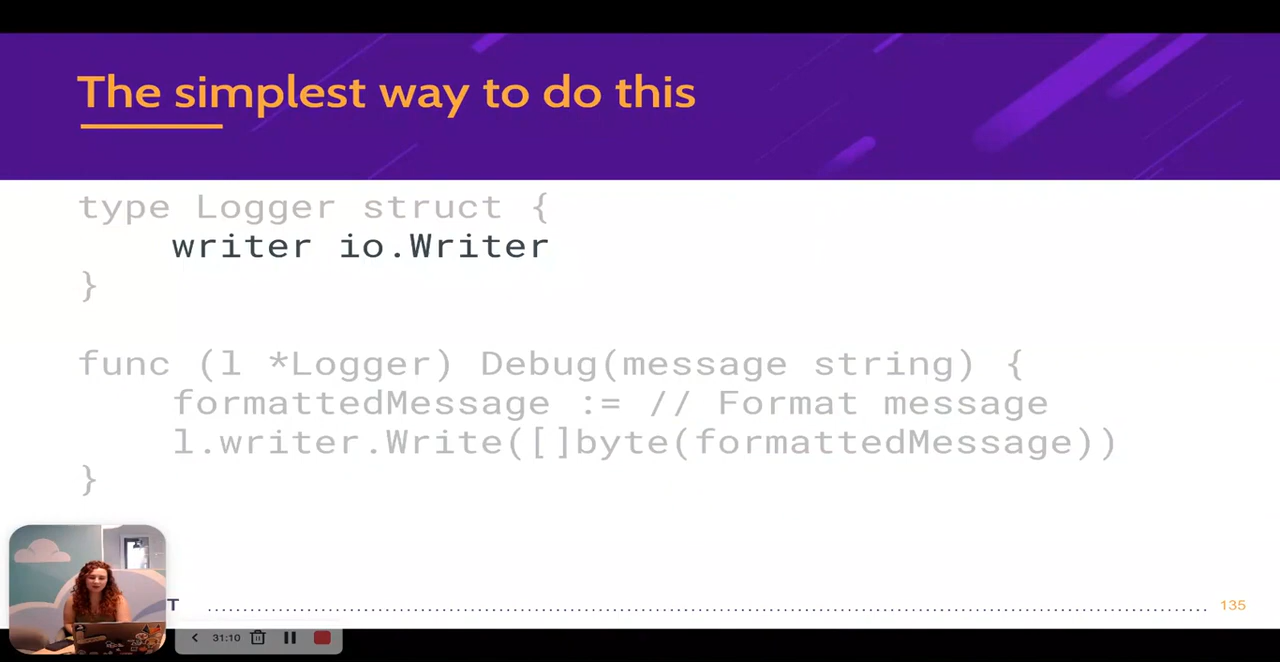 The simplest way to do this
type Logger struct {
    writer io.Writer
}
func (l *Logger) Debug(message string) {
    formattedMessage := // Format message
    l.writer.Write([]byte(formattedMessage))
}
T
135
31:10